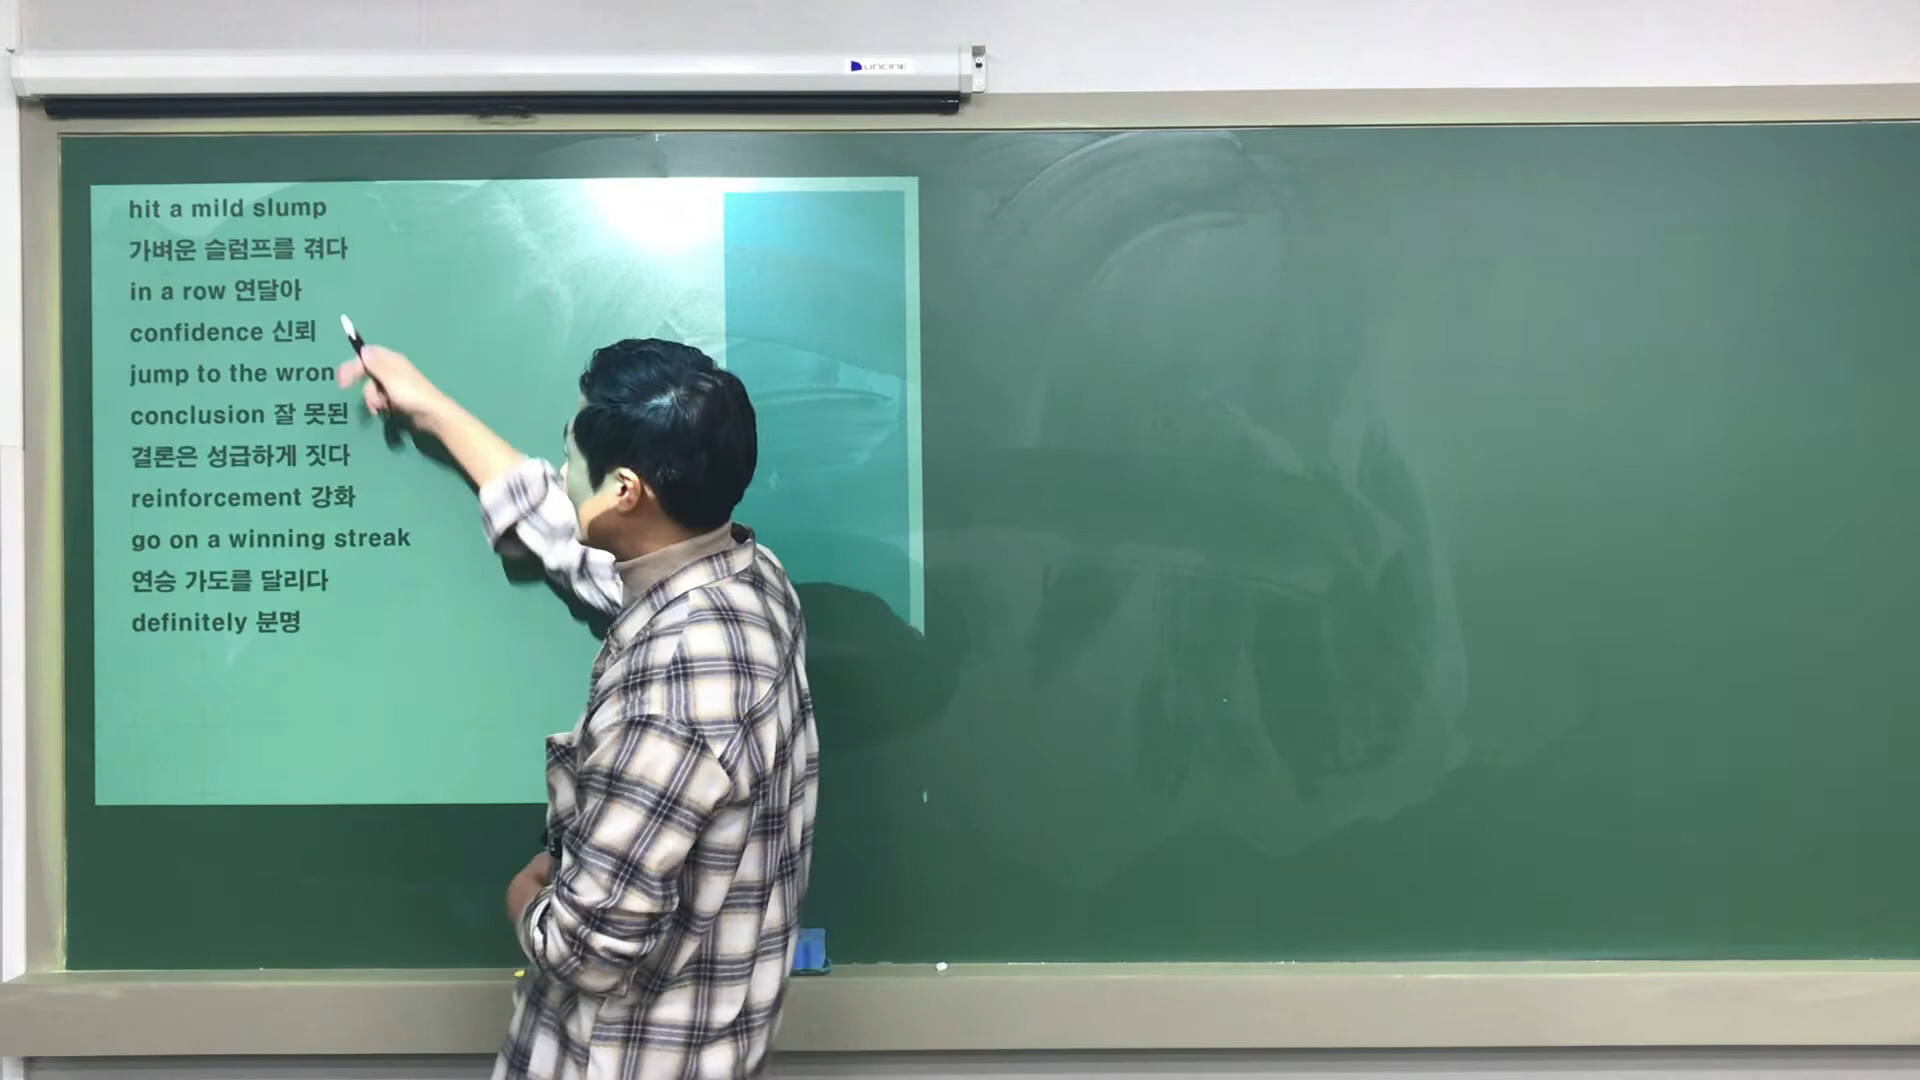 UNCINE
hit a mild slump
가벼운 슬럼프를 겪다
in a row 연달아
confidence 신뢰
jump to the wron
conclusion 잘 못된
결론은 성급하게 짓다
reinforcement 강화
go on a winning streak
연승 가도를 달리다
definitely 분명